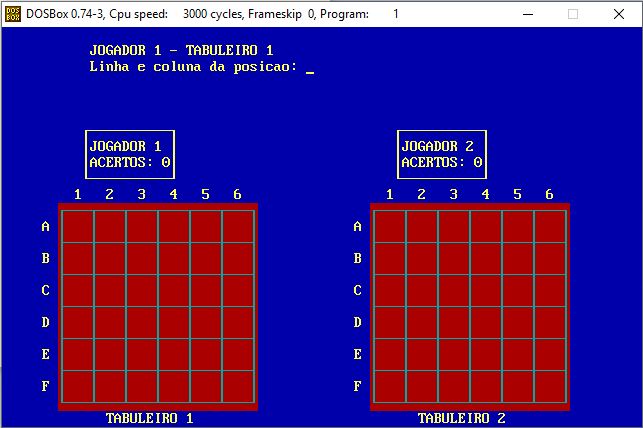 DOS BOX
DOSBox 0.74-3, Cpu speed: 3000 cycles, Frameskip 0, Program: 1
JOGADOR 1 - TABULEIRO 1
Linha e coluna da posicao: _
JOGADOR 1
ACERTOS: 0
JOGADOR 2
ACERTOS: 0
1 2 3 4 5 6
A
B
C
D
E
F
TABULEIRO 1
1 2 3 4 5 6
A
B
C
D
E
F
TABULEIRO 2